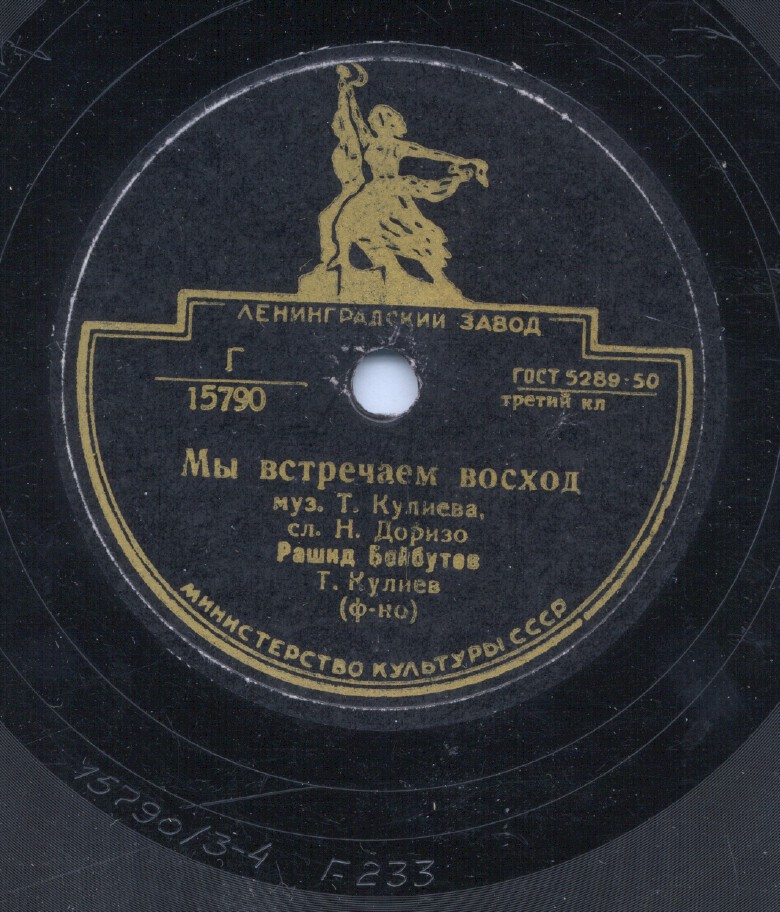 ЛЕНИНГРАДСКИЙ ЗАВОД
Г
15790
ГОСТ 5289-50
третий кл
Мы встречаем восход
муз. Т. Кулиева,
сл. Н. Доризо
Рашид Бейбутов
Т. Кулиев
(ф-но)
МИНИСТЕРСТВО КУЛЬТУРЫ СССР
15790/3-4
Г 233